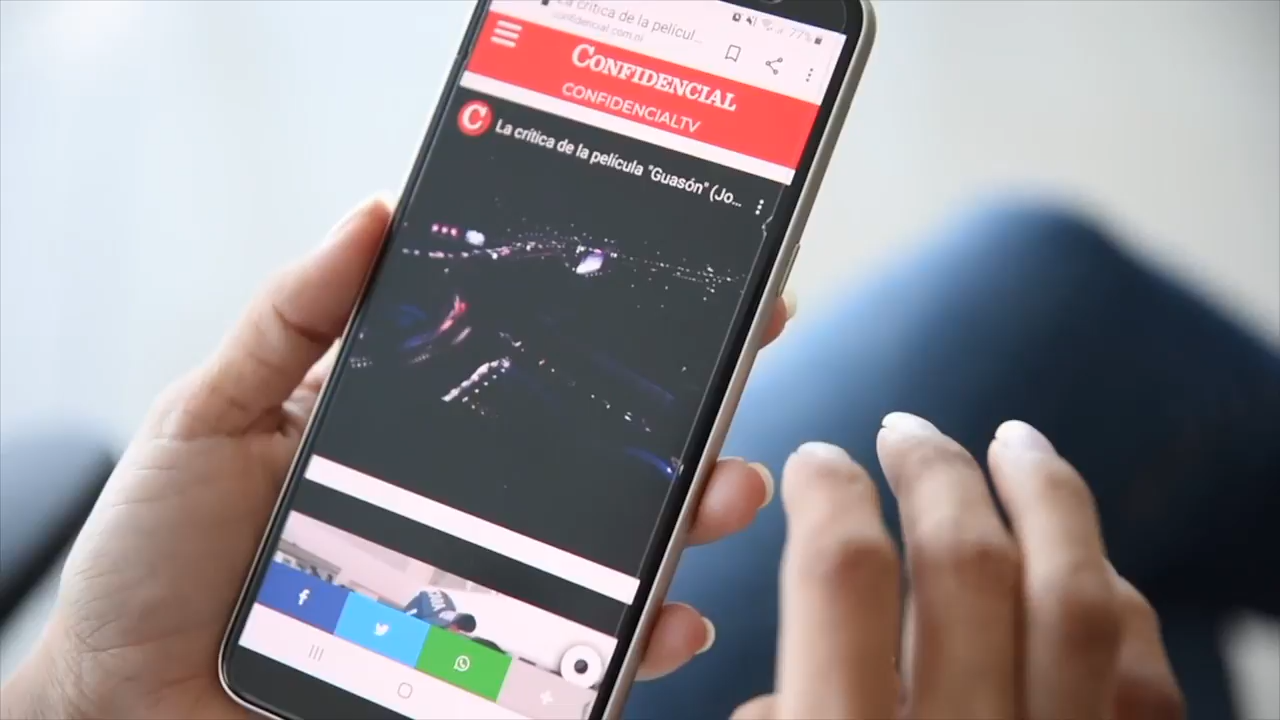 La crítica de la películ...
confidencial.com.ni
77%
CONFIDENCIAL
CONFIDENCIALTV
C
La crítica de la película "Guasón" (Jo...
f